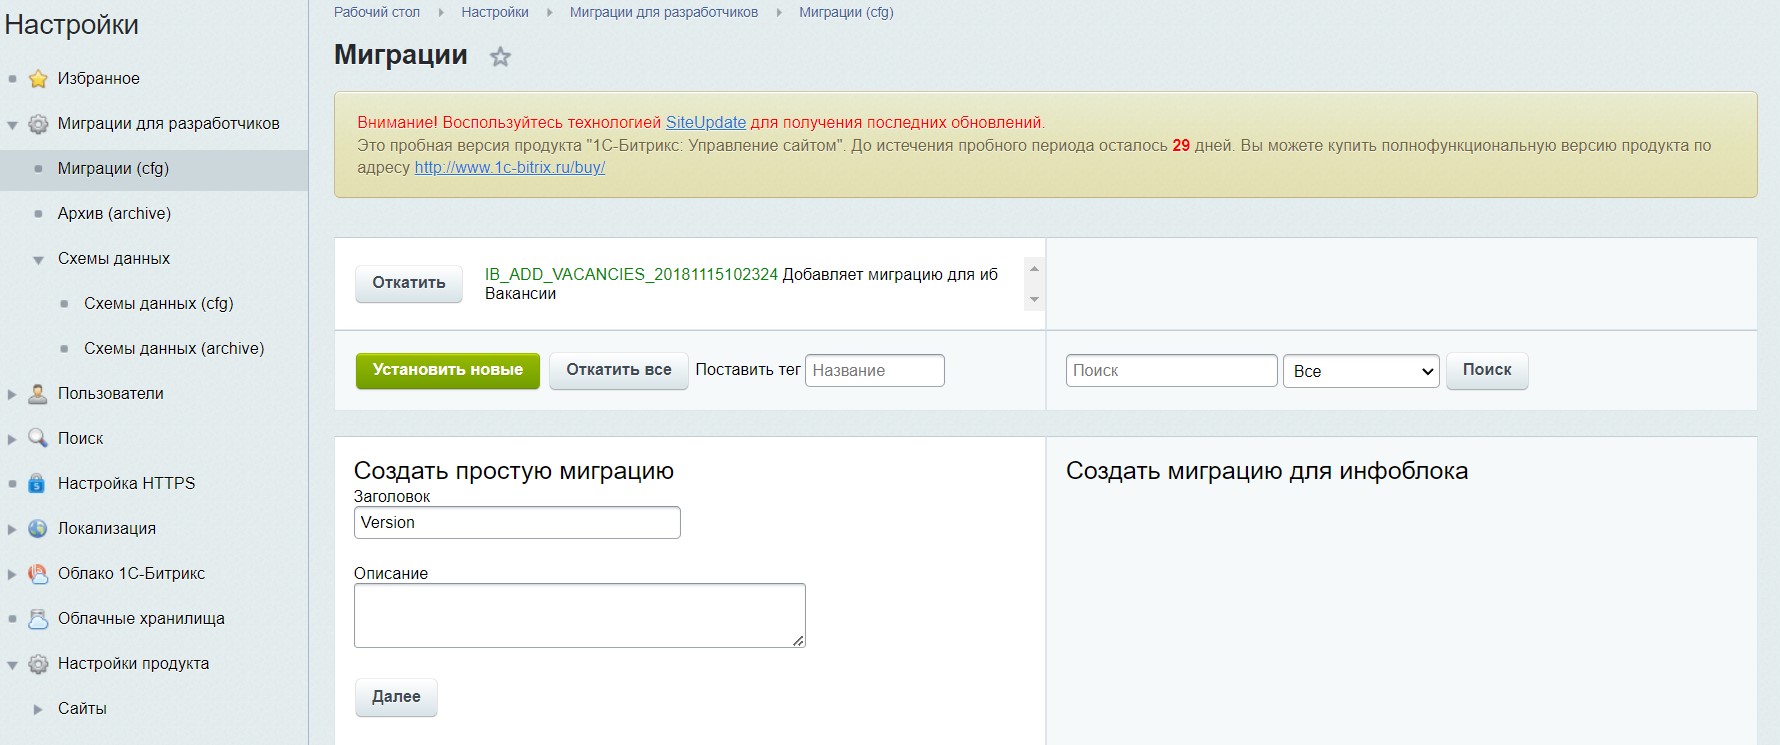 Настройки
Избранное
Миграции для разработчиков
Миграции (cfg)
Архив (archive)
Схемы данных
Схемы данных (cfg)
Схемы данных (archive)
Пользователи
Поиск
Настройка HTTPS
Локализация
Облако 1С-Битрикс
Облачные хранилища
Настройки продукта
Сайты
Рабочий стол Настройки Миграции для разработчиков Миграции (cfg)
Миграции
Внимание! Воспользуйтесь технологией SiteUpdate для получения последних обновлений.
Это пробная версия продукта "1С-Битрикс: Управление сайтом". До истечения пробного периода осталось 29 дней. Вы можете купить полнофункциональную версию продукта по
адресу http://www.1c-bitrix.ru/buy/
Откатить
IB_ADD_VACANCIES_20181115102324 Добавляет миграцию для иб
Вакансии
Установить новые Откатить все Поставить тег Название
Поиск Все Поиск
Создать простую миграцию
Заголовок
Version
Описание
Далее
Создать миграцию для инфоблока